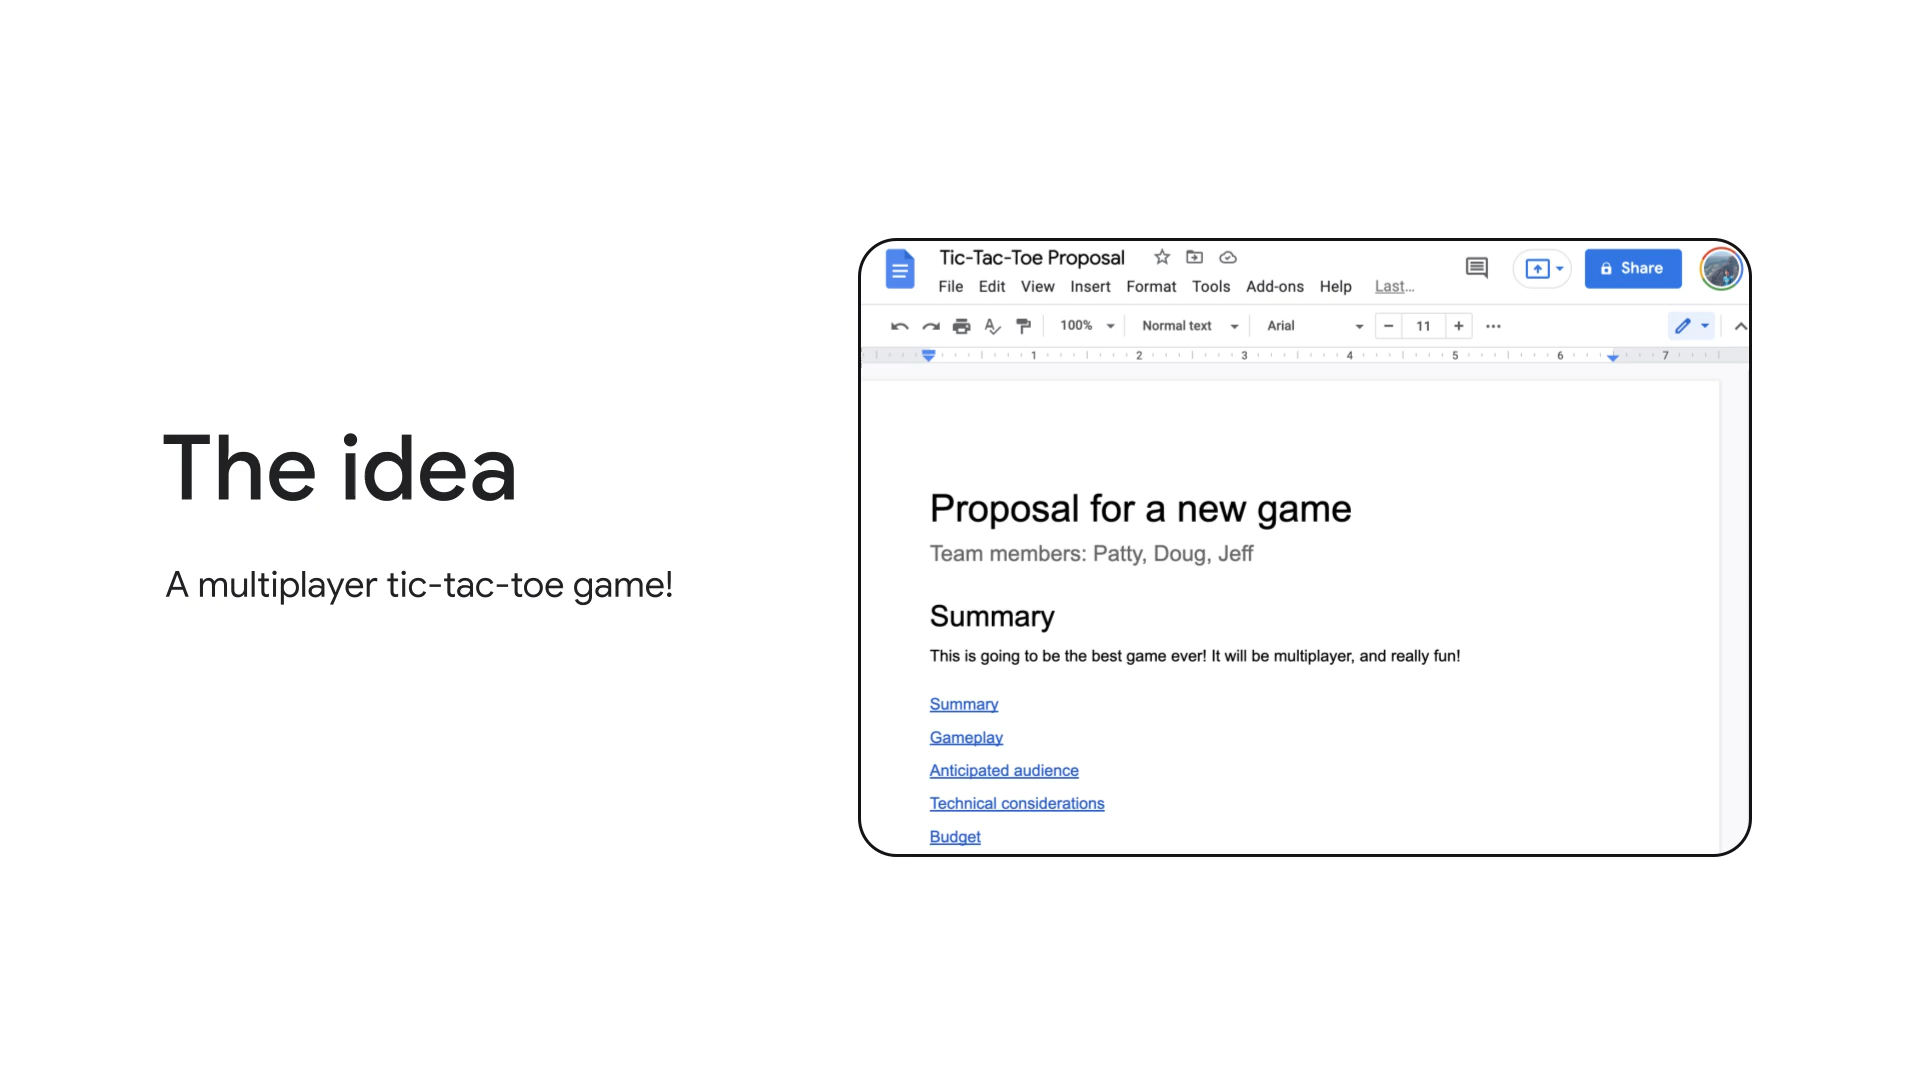 The idea
A multiplayer tic-tac-toe game!
Tic-Tac-Toe Proposal
File Edit View Insert Format Tools Add-ons Help Last...
Share
100% Normal text Arial 11
1 2 3 4 5 6 7
Proposal for a new game
Team members: Patty, Doug, Jeff
Summary
This is going to be the best game ever! It will be multiplayer, and really fun!
Summary
Gameplay
Anticipated audience
Technical considerations
Budget